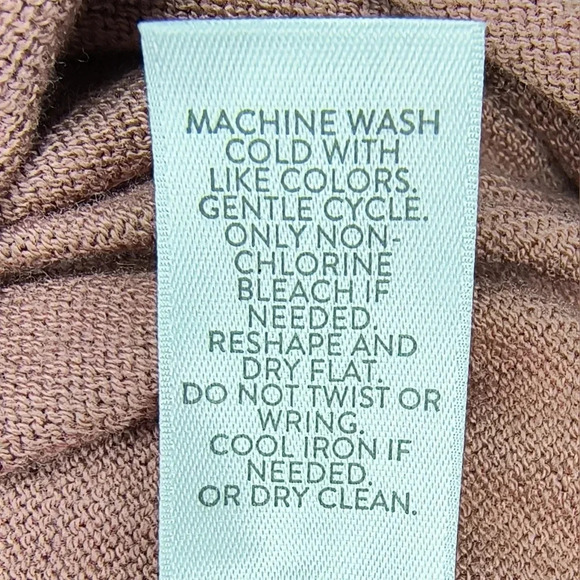 MACHINE WASH
COLD WITH
LIKE COLORS.
GENTLE CYCLE.
ONLY NON-
CHLORINE
BLEACH IF
NEEDED.
RESHAPE AND
DRY FLAT.
DO NOT TWIST OR
WRING.
COOL IRON IF
NEEDED.
OR DRY CLEAN.